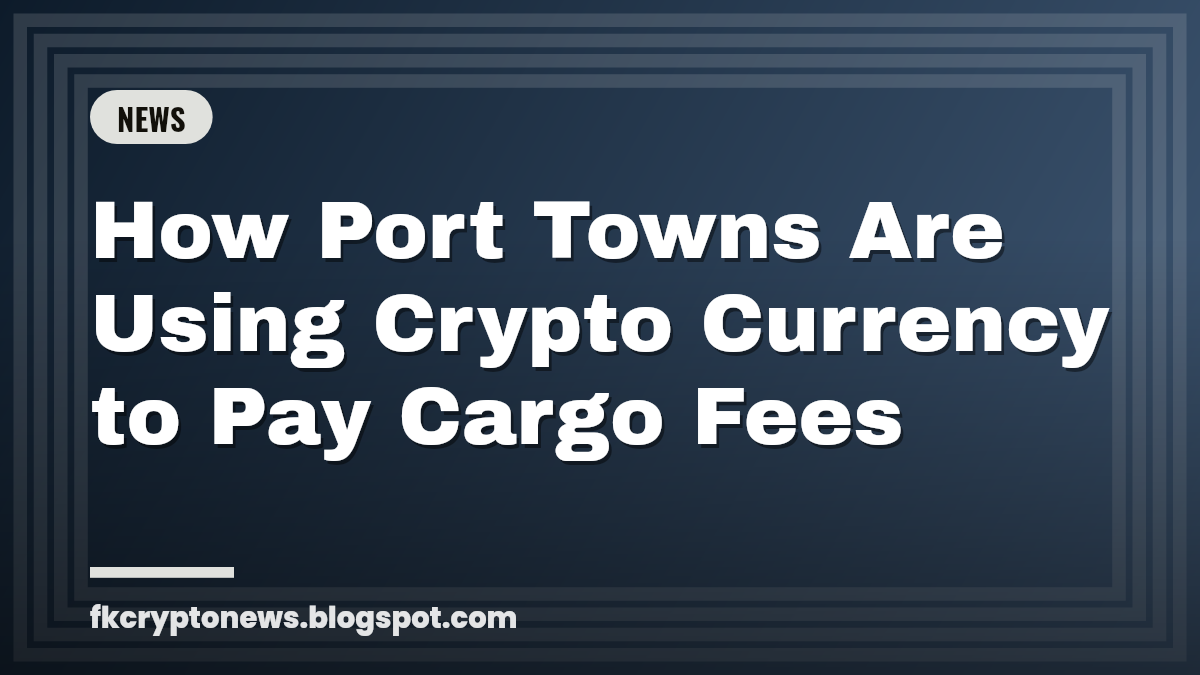 NEWS
How Port Towns Are
Using Crypto Currency
to Pay Cargo Fees
fkcryptonews.blogspot.com